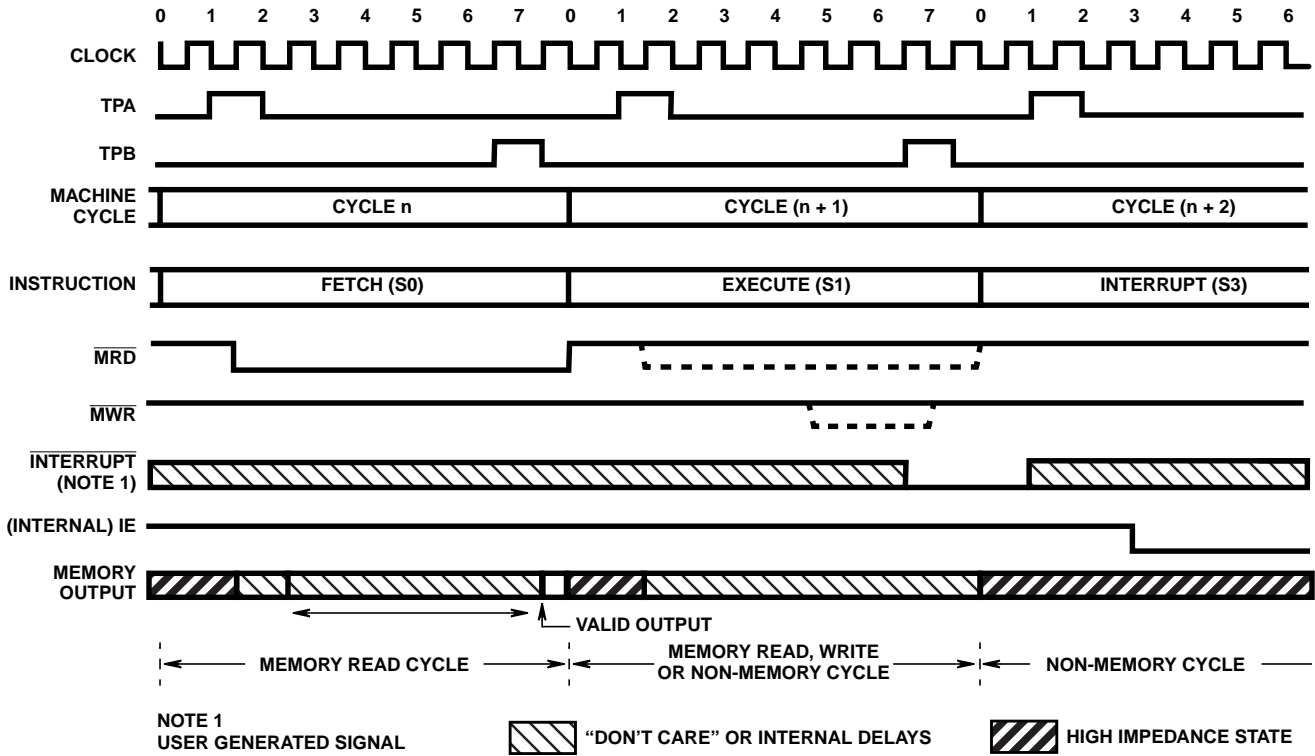 0 1 2 3 4 5 6 7 0 1 2 3 4 5 6 7 0 1 2 3 4 5 6
CLOCK
TPA
TPB
MACHINE
CYCLE
CYCLE n
CYCLE (n + 1)
CYCLE (n + 2)
INSTRUCTION
FETCH (S0)
EXECUTE (S1)
INTERRUPT (S3)
MRD
MWR
INTERRUPT
(NOTE 1)
(INTERNAL) IE
MEMORY
OUTPUT
VALID OUTPUT
MEMORY READ CYCLE
MEMORY READ, WRITE
OR NON-MEMORY CYCLE
NON-MEMORY CYCLE
NOTE 1
USER GENERATED SIGNAL
“DON'T CARE” OR INTERNAL DELAYS
HIGH IMPEDANCE STATE